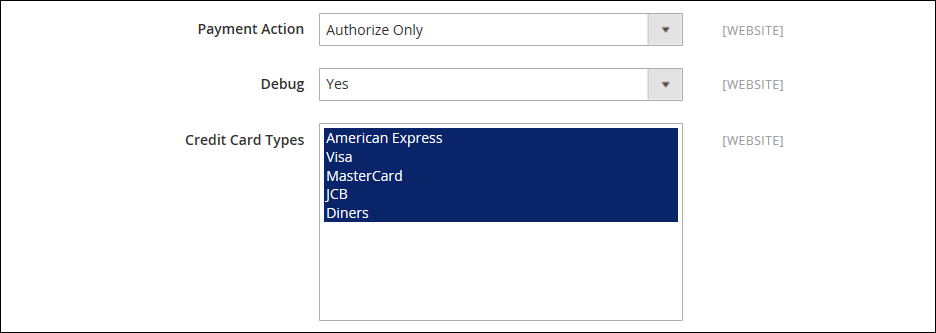 Payment Action Authorize Only [WEBSITE]
Debug Yes [WEBSITE]
Credit Card Types American Express [WEBSITE]
Visa
MasterCard
JCB
Diners